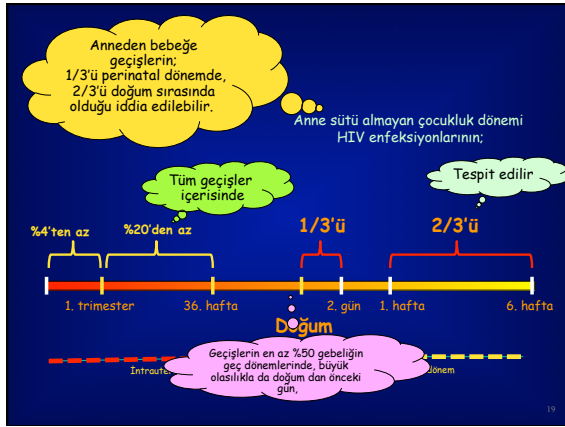 Anneden bebeğe
geçişlerin;
1/3'ü perinatal dönemde,
2/3'ü doğum sırasında
olduğu iddia edilebilir.
Anne sütü almayan çocukluk dönemi
HIV enfeksiyonlarının;
Tüm geçişler
içerisinde
Tespit edilir
%4'ten az
%20'den az
1/3'ü
2/3'ü
1. trimester
36. hafta
2. gün
1. hafta
6. hafta
Doğum
Geçişlerin en az %50 gebeliğin
geç dönemlerinde, büyük
olasılıkla da doğum dan önceki
gün,
dönem
19